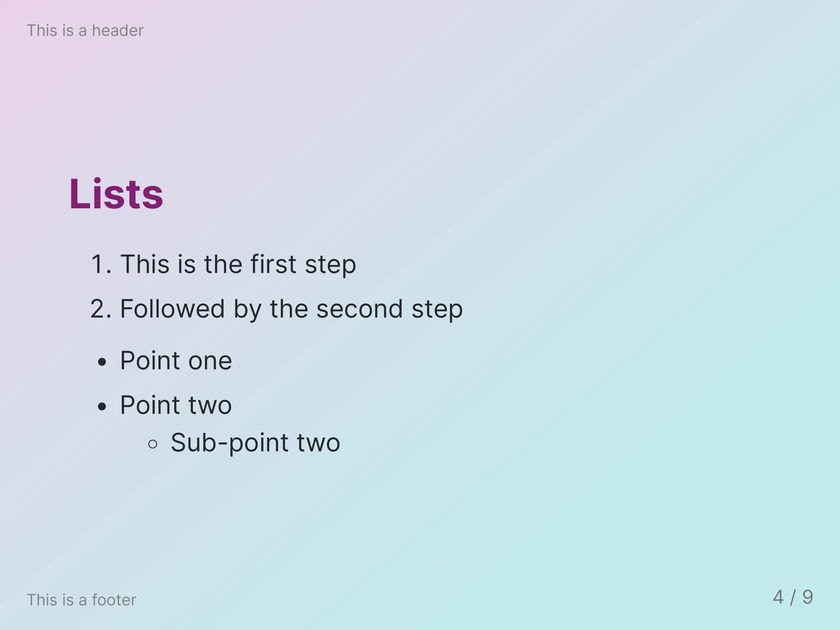 This is a header
Lists
1. This is the first step
2. Followed by the second step
• Point one
• Point two
◦ Sub-point two
This is a footer
4 / 9